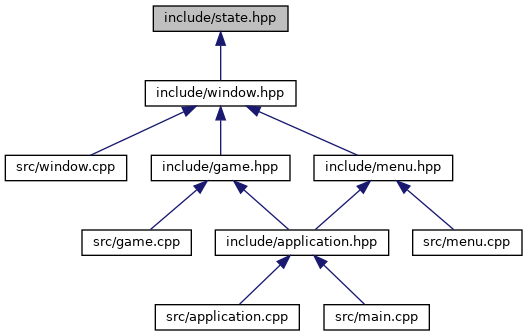 include/state.hpp
include/window.hpp
src/window.cpp
include/game.hpp
include/menu.hpp
src/game.cpp
include/application.hpp
src/menu.cpp
src/application.cpp
src/main.cpp